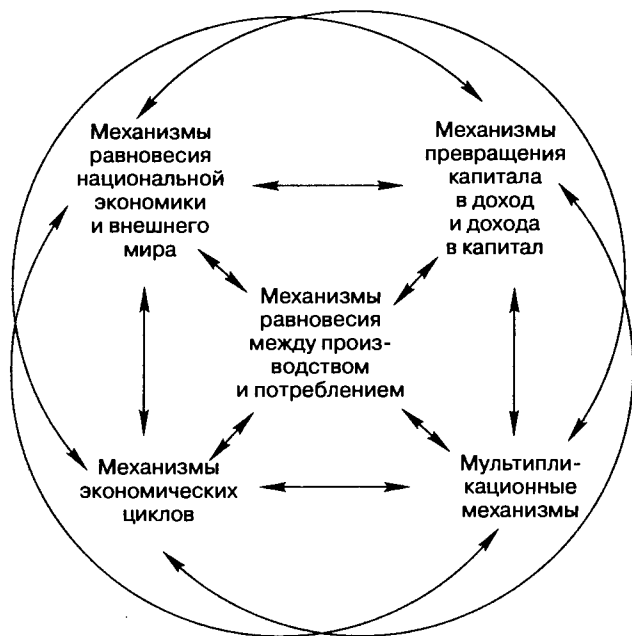 Механизмы
равновесия
национальной
экономики
и внешнего
мира
Механизмы
превращения
капитала
в доход
и дохода
в капитал
Механизмы
равновесия
между произ-
водством
и потреблением
Механизмы
экономических
циклов
Мультипли-
кационные
механизмы